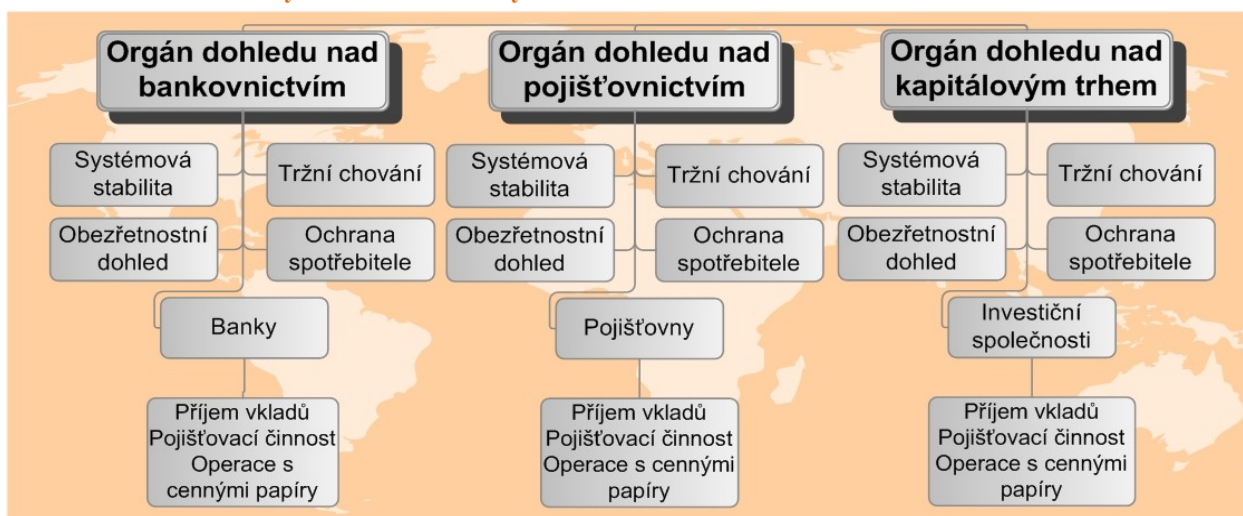 Orgán dohledu nad
bankovnictvím
Orgán dohledu nad
pojišťovnictvím
Orgán dohledu nad
kapitálovým trhem
Systémová
stabilita
Tržní chování
Systémová
stabilita
Tržní chování
Systémová
stabilita
Tržní chování
Obezřetnostní
dohled
Ochrana
spotřebitele
Obezřetnostní
dohled
Ochrana
spotřebitele
Obezřetnostní
dohled
Ochrana
spotřebitele
Banky
Pojišťovny
Investiční
společnosti
Příjem vkladů
Pojišťovací činnost
Operace s
cennými papíry
Příjem vkladů
Pojišťovací činnost
Operace s cennými
papíry
Příjem vkladů
Pojišťovací činnost
Operace s cennými
papíry